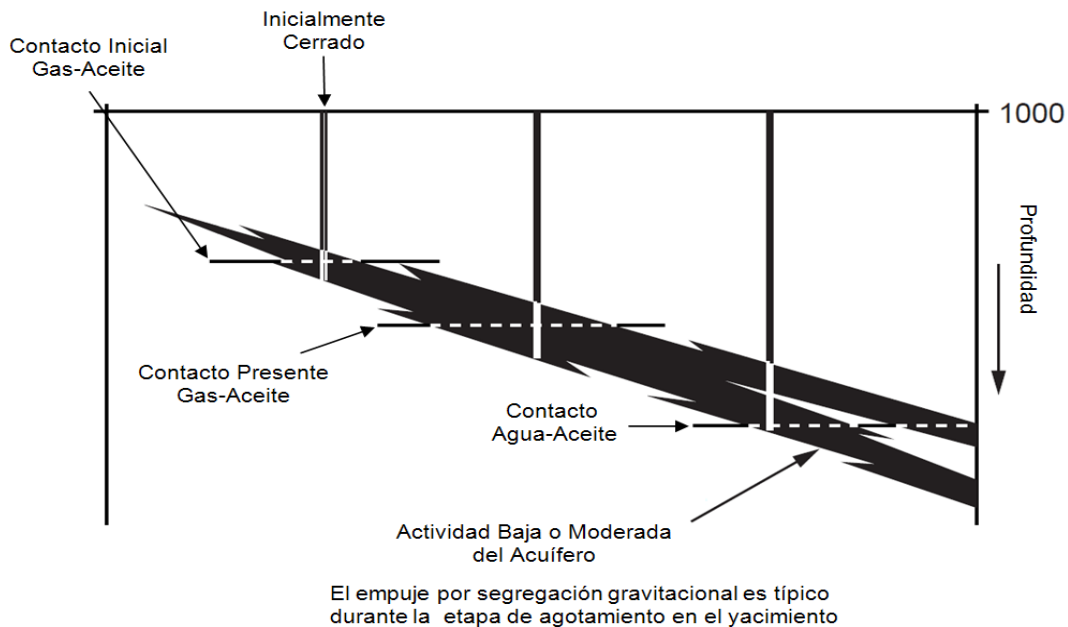 Inicialmente
Cerrado
Contacto Inicial
Gas-Aceite
1000
Profundidad
Contacto Presente
Gas-Aceite
Contacto
Agua-Aceite
Actividad Baja o Moderada
del Acuífero
El empuje por segregación gravitacional es típico
durante la etapa de agotamiento en el yacimiento